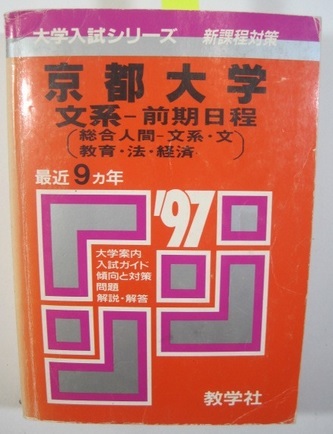 大学入試シリーズ 新課程対策
京都大学
文系-前期日程
(総合人間-文系・文
教育・法・経済)
最近9ヵ年
'97
大学案内
入試ガイド
傾向と対策
問題
解説・解答
教学社